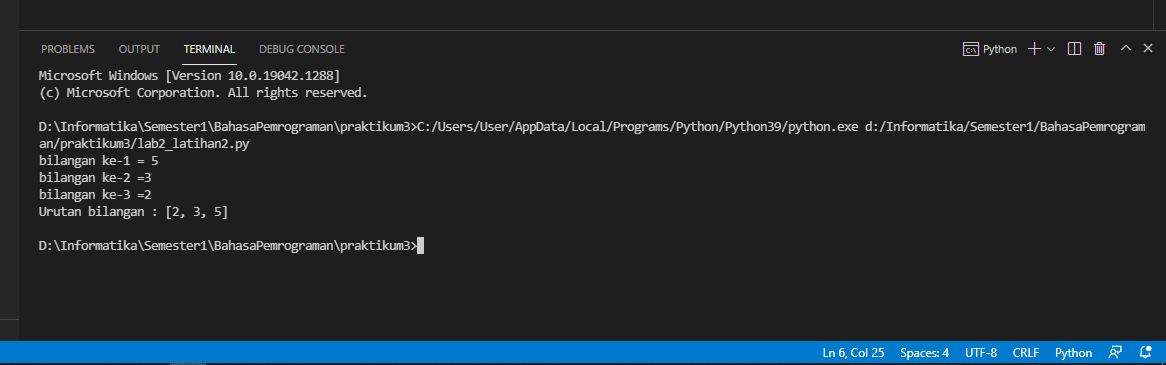 PROBLEMS OUTPUT TERMINAL DEBUG CONSOLE Python
Microsoft Windows [Version 10.0.19042.1288]
(c) Microsoft Corporation. All rights reserved.
D:\Informatika\Semester1\BahasaPemrograman\praktikum3>C:/Users/User/AppData/Local/Programs/Python/Python39/python.exe d:/Informatika/Semester1/BahasaPemrogram
an/praktikum3/lab2_latihan2.py
bilangan ke-1 = 5
bilangan ke-2 =3
bilangan ke-3 =2
Urutan bilangan : [2, 3, 5]
D:\Informatika\Semester1\BahasaPemrograman\praktikum3>
Ln 6, Col 25 Spaces: 4 UTF-8 CRLF Python